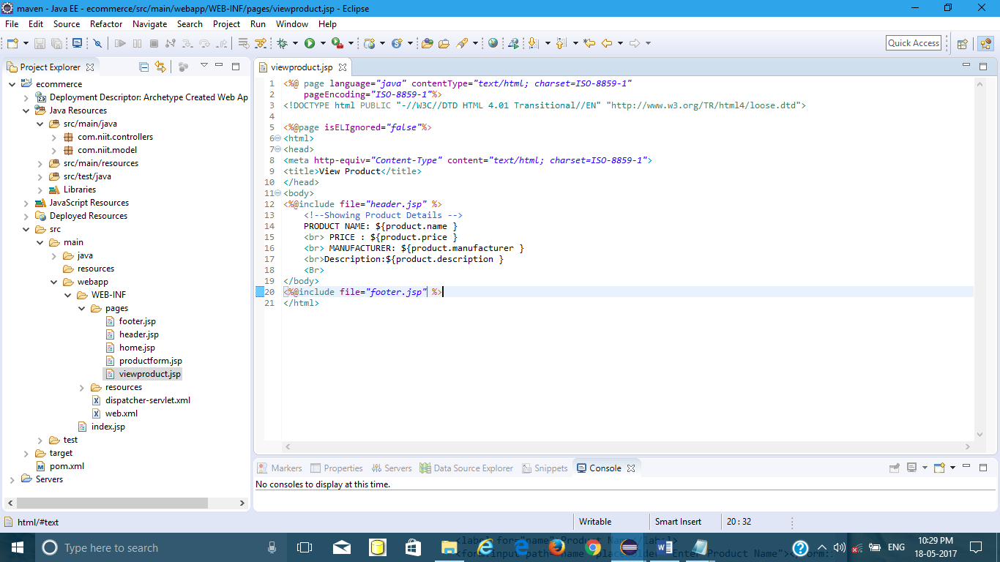 maven - Java EE - ecommerce/src/main/webapp/WEB-INF/pages/viewproduct.jsp - Eclipse
File Edit Source Refactor Navigate Search Project Run Window Help
Quick Access
Project Explorer
ecommerce
Deployment Descriptor: Archetype Created Web Ap
Java Resources
src/main/java
com.niit.controllers
com.niit.model
src/main/resources
src/test/java
Libraries
JavaScript Resources
Deployed Resources
src
main
java
resources
webapp
WEB-INF
pages
footer.jsp
header.jsp
home.jsp
productform.jsp
viewproduct.jsp
resources
dispatcher-servlet.xml
web.xml
index.jsp
test
target
pom.xml
Servers
viewproduct.jsp
1 <%@ page language="java" contentType="text/html; charset=ISO-8859-1"
2     pageEncoding="ISO-8859-1"%>
3 <!DOCTYPE html PUBLIC "-//W3C//DTD HTML 4.01 Transitional//EN" "http://www.w3.org/TR/html4/loose.dtd">
4
5 <%@page isELIgnored="false"%>
6 <html>
7 <head>
8 <meta http-equiv="Content-Type" content="text/html; charset=ISO-8859-1">
9 <title>View Product</title>
10 </head>
11 <body>
12 <%@include file="header.jsp" %>
13     <!--Showing Product Details -->
14     PRODUCT NAME: ${product.name }
15     <br> PRICE : ${product.price }
16     <br> MANUFACTURER: ${product.manufacturer }
17     <br>Description:${product.description }
18     <Br>
19 </body>
20 <%@include file="footer.jsp" %>
21 </html>
Markers Properties Servers Data Source Explorer Snippets Console
No consoles to display at this time.
html/#text Writable Smart Insert 20 : 32
Type here to search
ENG
10:29 PM
18-05-2017